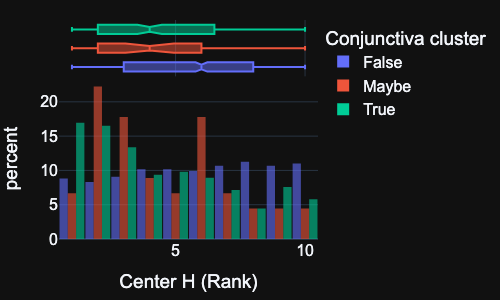 Conjunctiva cluster
False
Maybe
True
percent
20
15
10
5
0
5
10
Center H (Rank)